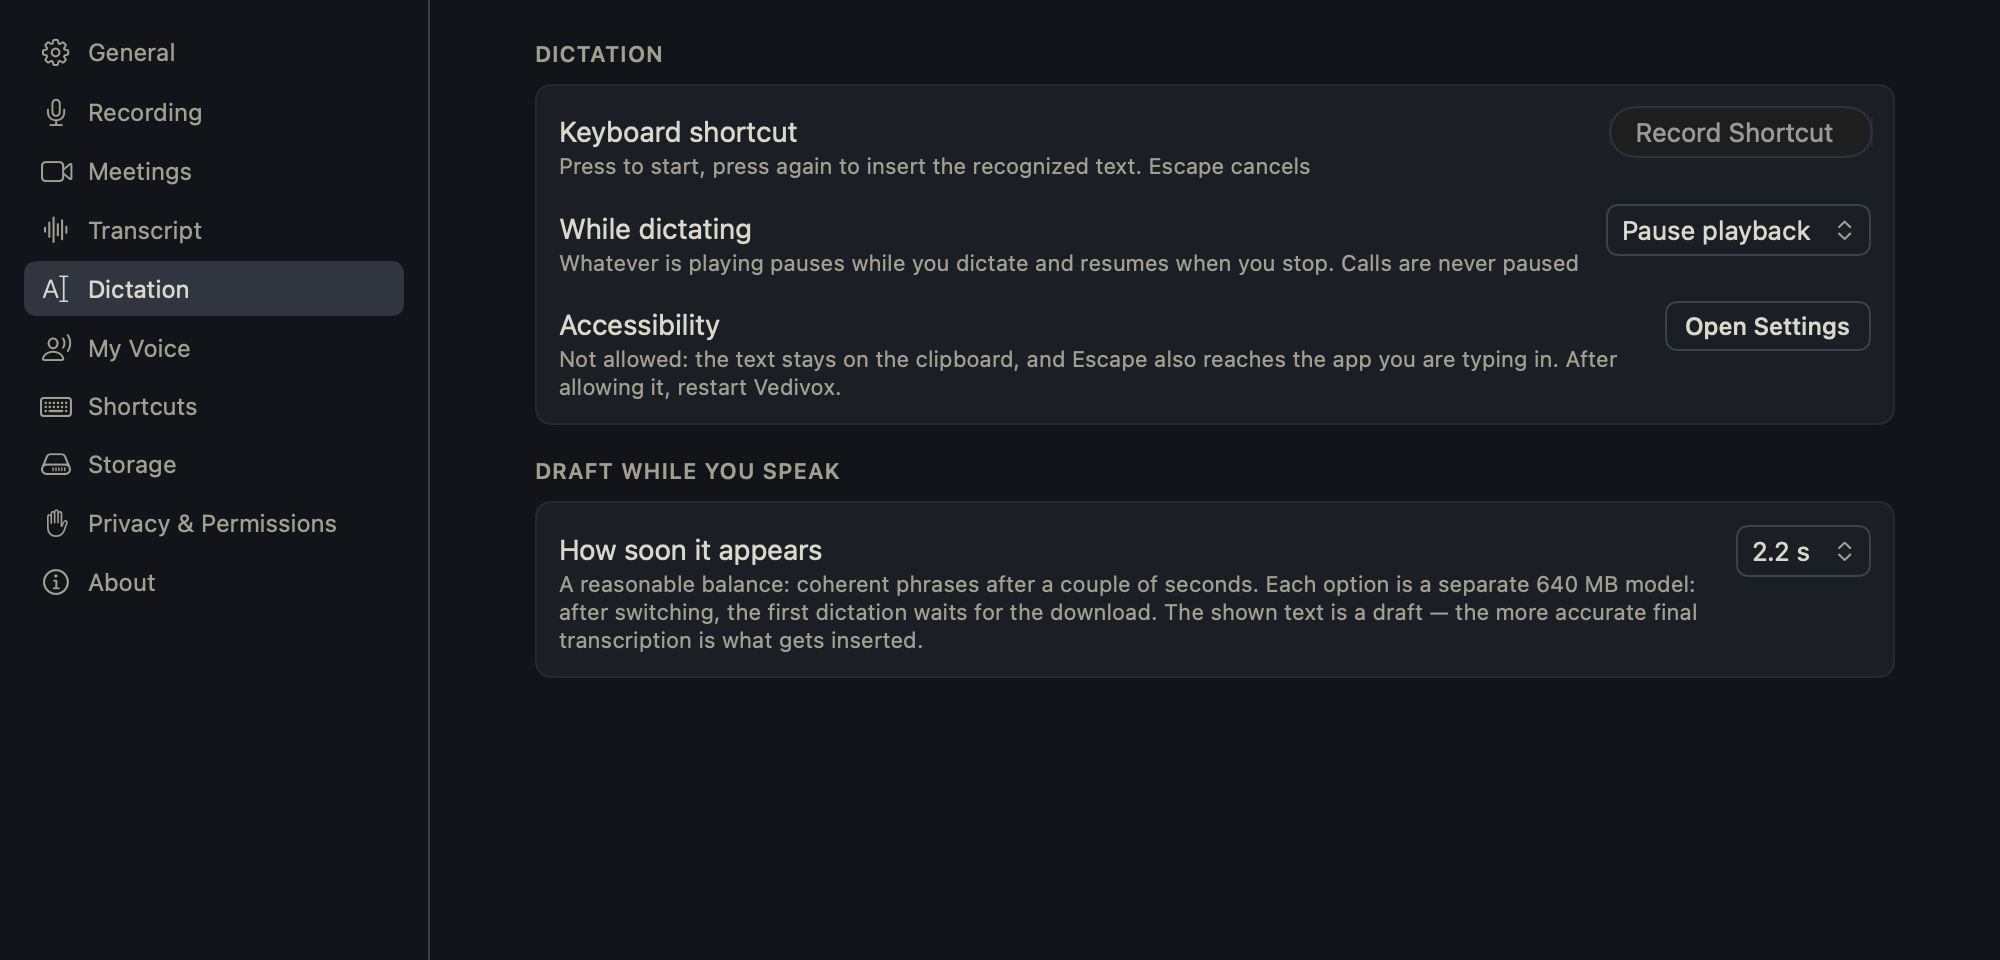 General
Recording
Meetings
Transcript
Dictation
My Voice
Shortcuts
Storage
Privacy & Permissions
About
DICTATION
Keyboard shortcut
Record Shortcut
Press to start, press again to insert the recognized text. Escape cancels
While dictating
Pause playback
Whatever is playing pauses while you dictate and resumes when you stop. Calls are never paused
Accessibility
Open Settings
Not allowed: the text stays on the clipboard, and Escape also reaches the app you are typing in. After
allowing it, restart Vedivox.
DRAFT WHILE YOU SPEAK
How soon it appears
2.2 s
A reasonable balance: coherent phrases after a couple of seconds. Each option is a separate 640 MB model:
after switching, the first dictation waits for the download. The shown text is a draft — the more accurate final
transcription is what gets inserted.